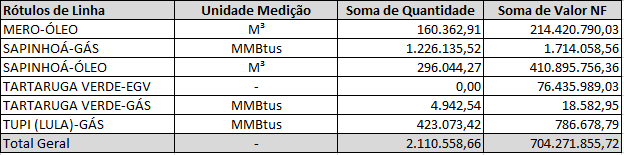 Rótulos de Linha Unidade Medição Soma de Quantidade Soma de Valor NF
MERO-ÓLEO M³ 160.362,91 214.420.790,03
SAPINHOÁ-GÁS MMBtus 1.226.135,52 1.714.058,56
SAPINHOÁ-ÓLEO M³ 296.044,27 410.895.756,36
TARTARUGA VERDE-EGV - 0,00 76.435.989,03
TARTARUGA VERDE-GÁS MMBtus 4.942,54 18.582,95
TUPI (LULA)-GÁS MMBtus 423.073,42 786.678,79
Total Geral - 2.110.558,66 704.271.855,72